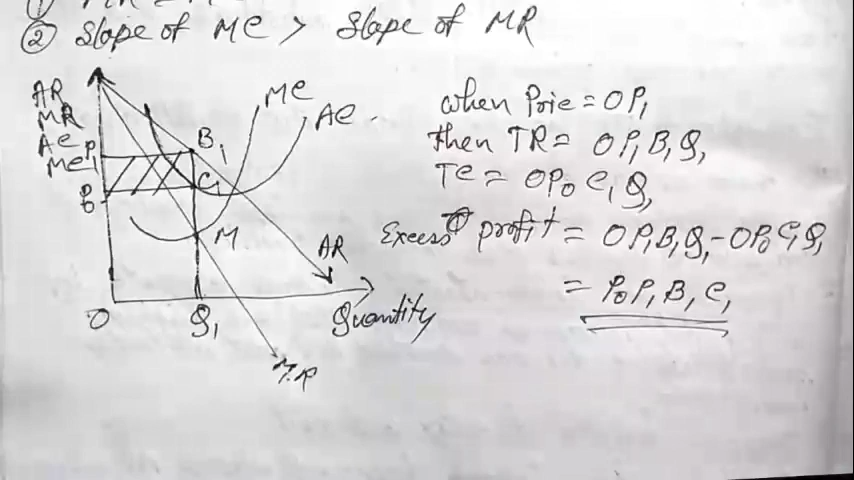 ② Slope of MC > Slope of MR
AR
MR
AC
MC
P₁
P₀
B₁
C₁
M
MC
AC
AR
M.R
O
Q₁
Quantity
when Price = OP₁
then TR = OP₁B₁Q₁
TC = OP₀C₁Q₁
Excess profit = OP₁B₁Q₁ - OP₀C₁Q₁
= P₀P₁B₁C₁